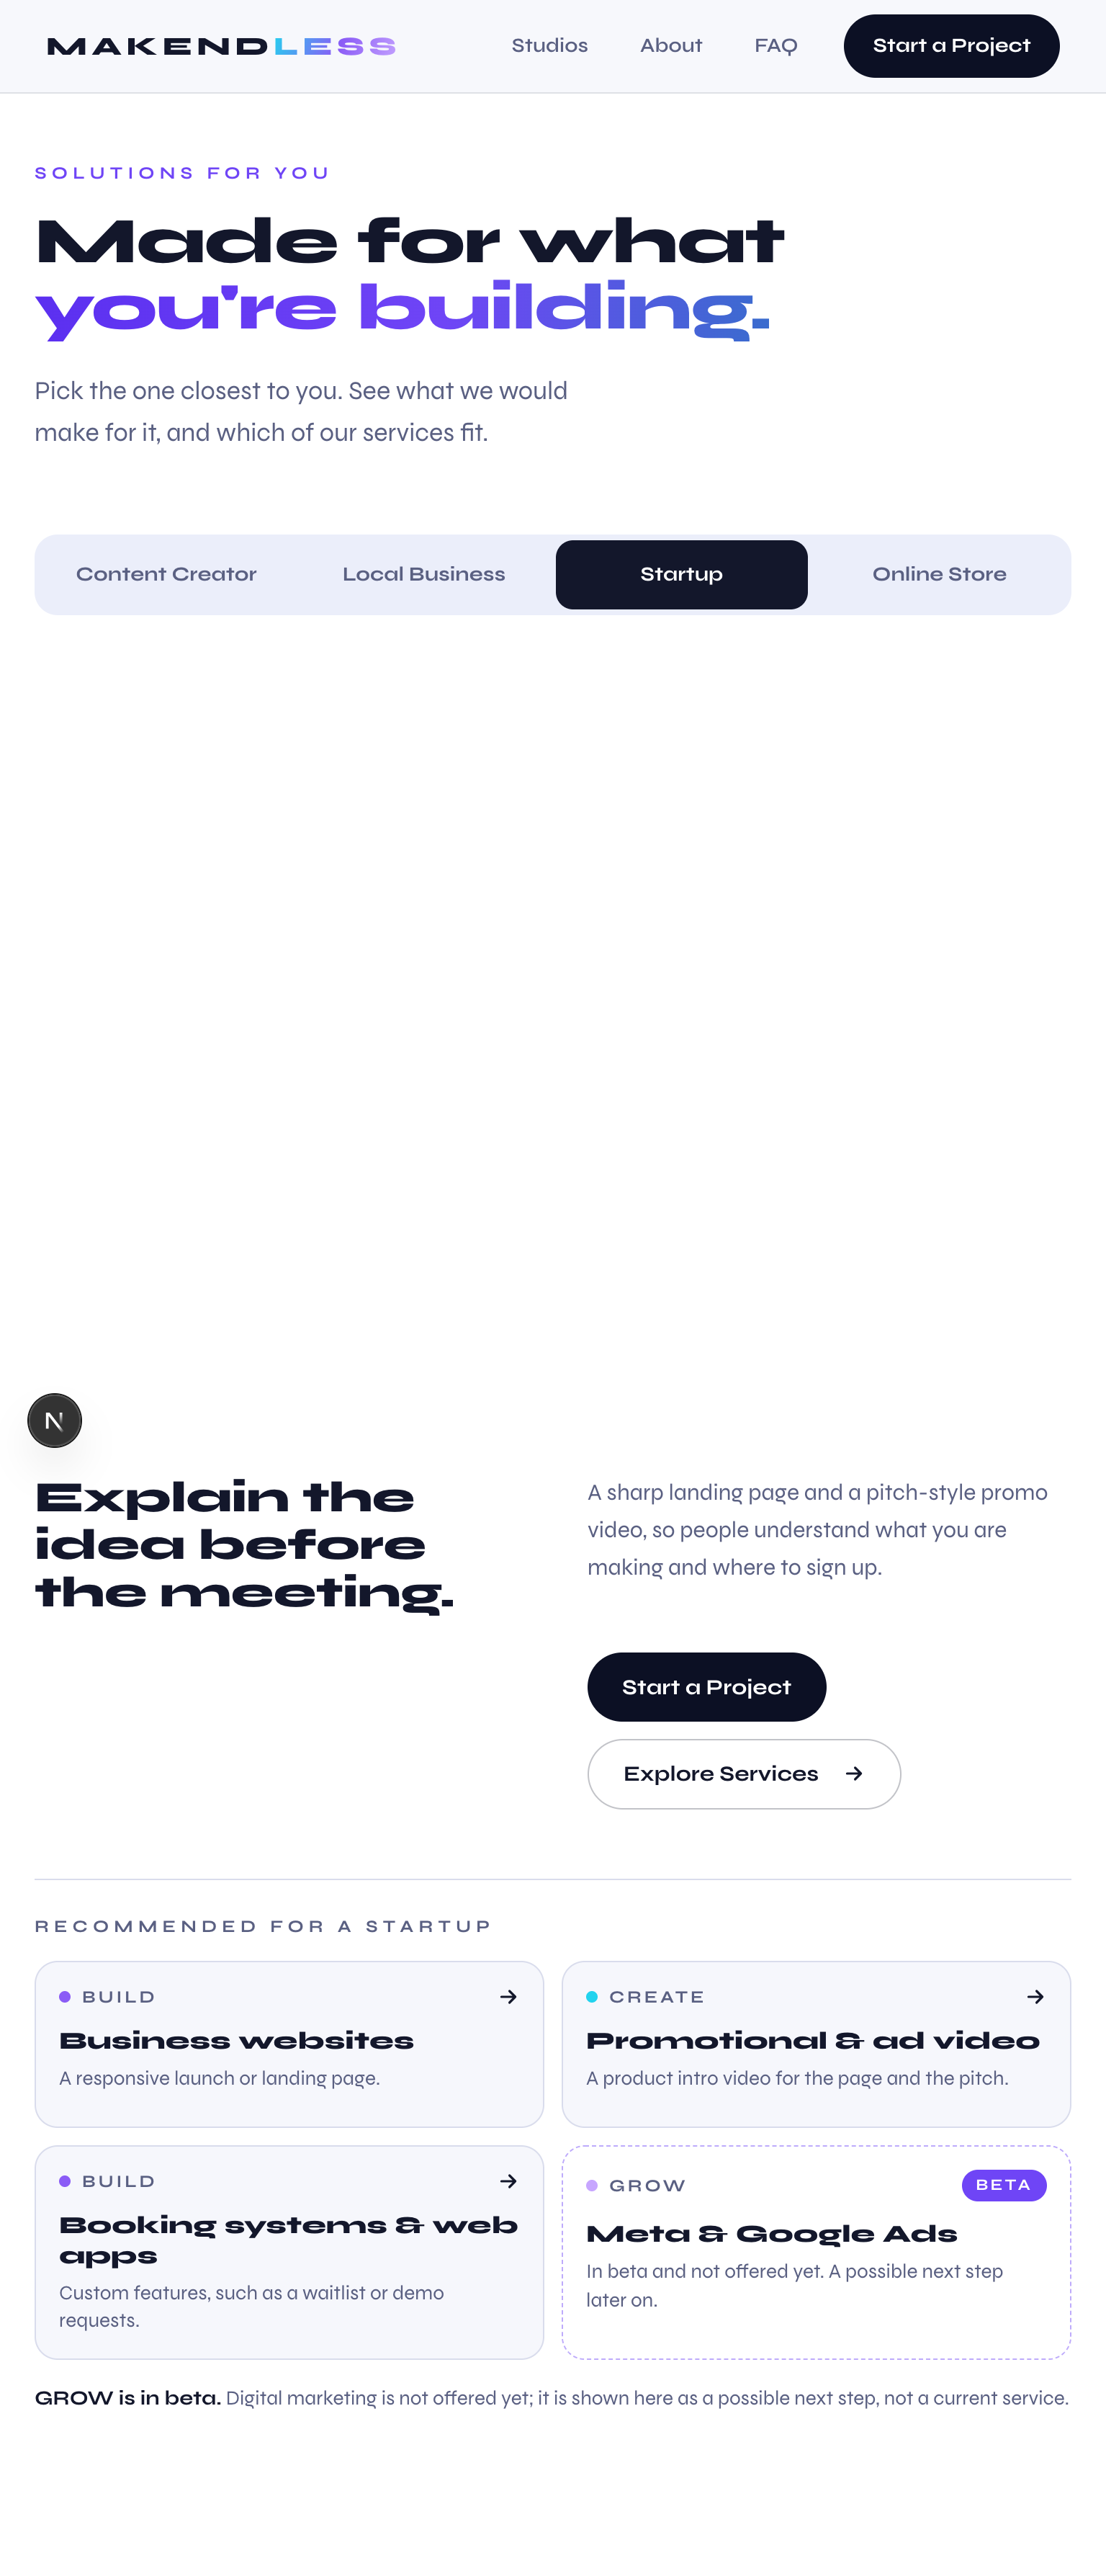 MAKENDLESS
Studios
About
FAQ
Start a Project
SOLUTIONS FOR YOU
Made for what
you're building.
Pick the one closest to you. See what we would
make for it, and which of our services fit.
Content Creator
Local Business
Startup
Online Store
N
Explain the
idea before
the meeting.
A sharp landing page and a pitch-style promo
video, so people understand what you are
making and where to sign up.
Start a Project
Explore Services →
RECOMMENDED FOR A STARTUP
BUILD →
Business websites
A responsive launch or landing page.
CREATE →
Promotional & ad video
A product intro video for the page and the pitch.
BUILD →
Booking systems & web
apps
Custom features, such as a waitlist or demo
requests.
GROW
BETA
Meta & Google Ads
In beta and not offered yet. A possible next step
later on.
GROW is in beta. Digital marketing is not offered yet; it is shown here as a possible next step, not a current service.